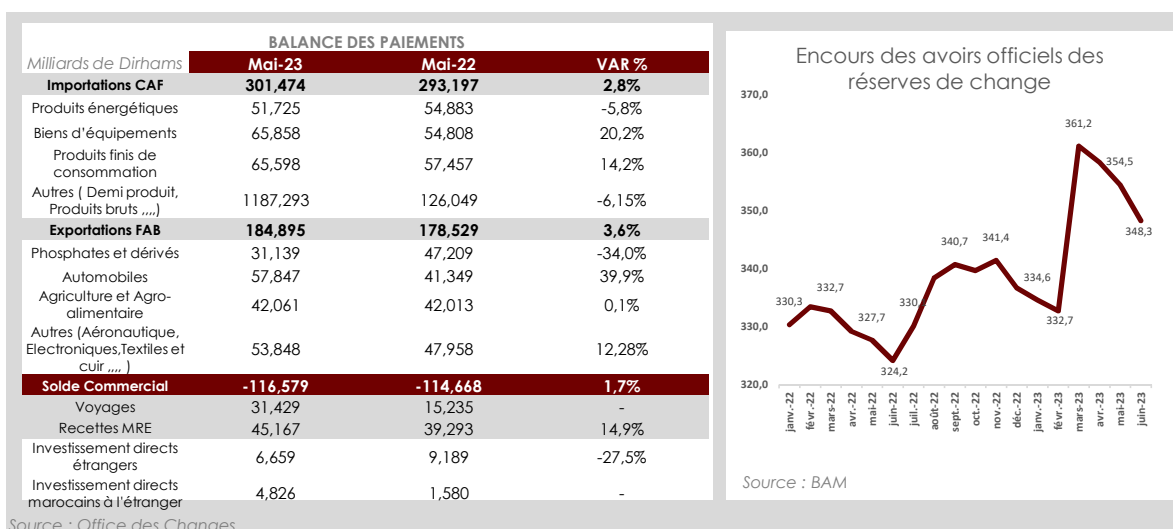 BALANCE DES PAIEMENTS
Milliards de Dirhams Mai-23 Mai-22 VAR %
Importations CAF 301,474 293,197 2,8%
Produits énergétiques 51,725 54,883 -5,8%
Biens d'équipements 65,858 54,808 20,2%
Produits finis de
consommation 65,598 57,457 14,2%
Autres ( Demi produit,
Produits bruts ,,,,) 1187,293 126,049 -6,15%
Exportations FAB 184,895 178,529 3,6%
Phosphates et dérivés 31,139 47,209 -34,0%
Automobiles 57,847 41,349 39,9%
Agriculture et Agro-
alimentaire 42,061 42,013 0,1%
Autres (Aéronautique,
Electroniques,Textiles et 53,848 47,958 12,28%
cuir ,,,, )
Solde Commercial -116,579 -114,668 1,7%
Voyages 31,429 15,235 -
Recettes MRE 45,167 39,293 14,9%
Investissement directs
étrangers 6,659 9,189 -27,5%
Investissement directs
marocains à l'étranger 4,826 1,580 -
Source : Office des Changes
Encours des avoirs officiels des
réserves de change
370,0
360,0
350,0
340,0
330,0
320,0
330,3
332,7
327,7
324,2
340,7
341,4
334,6
332,7
361,2
354,5
348,3
janv.-22
févr.-22
mars-22
avr.-22
mai-22
juin-22
juil.-22
août-22
sept.-22
oct.-22
nov.-22
déc.-22
janv.-23
févr.-23
mars-23
avr.-23
mai-23
juin-23
Source : BAM